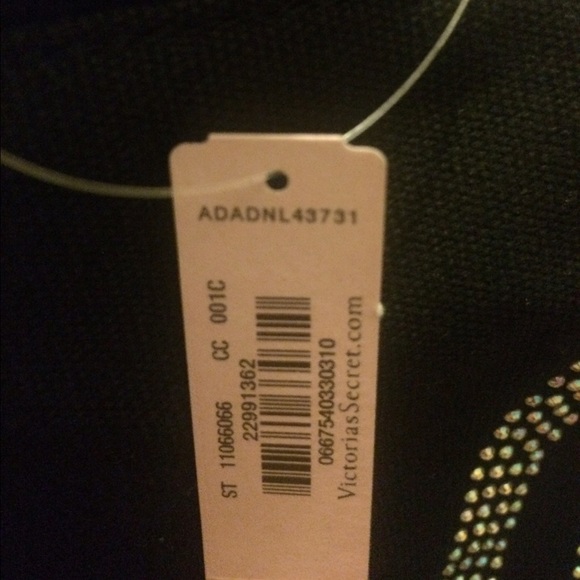 ADADNL43731
ST 11066066 CC 001C
22991362
0667540330310
VictoriasSecret.com